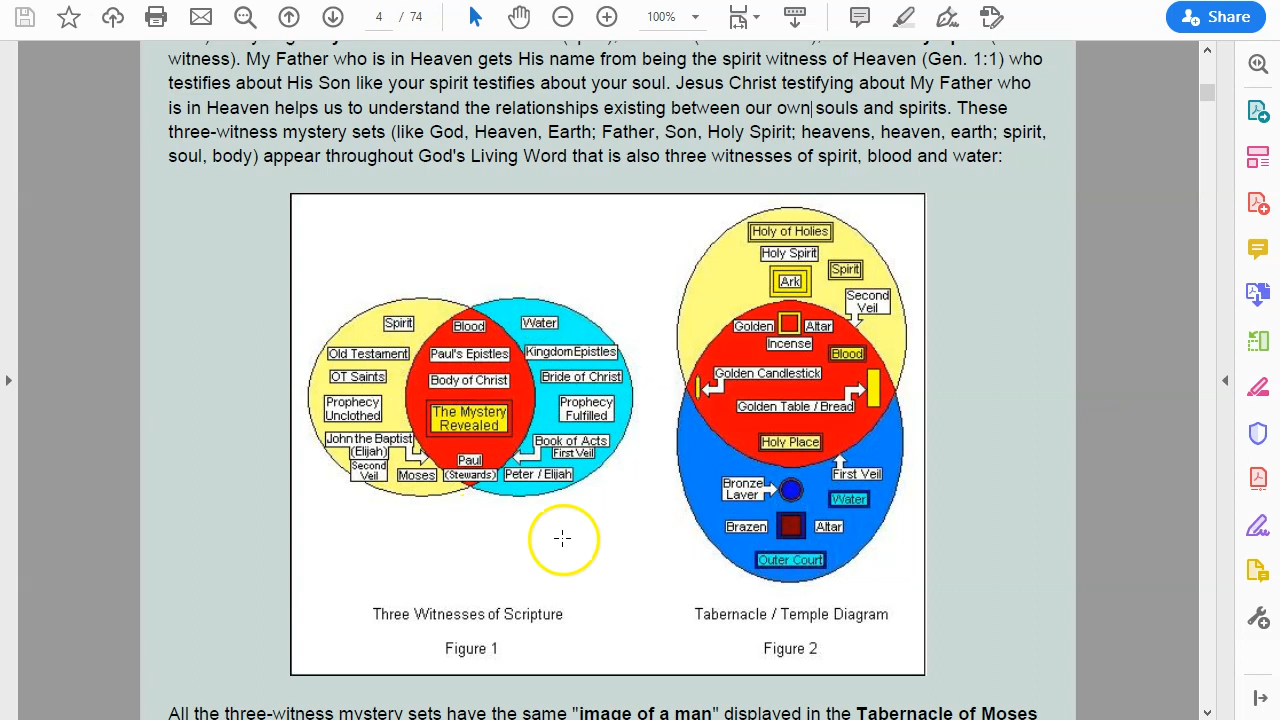 4 / 74
100%
Share
witness). My Father who is in Heaven gets His name from being the spirit witness of Heaven (Gen. 1:1) who
testifies about His Son like your spirit testifies about your soul. Jesus Christ testifying about My Father who
is in Heaven helps us to understand the relationships existing between our own souls and spirits. These
three-witness mystery sets (like God, Heaven, Earth; Father, Son, Holy Spirit; heavens, heaven, earth; spirit,
soul, body) appear throughout God's Living Word that is also three witnesses of spirit, blood and water:
Spirit
Blood
Water
Old Testament
Paul's Epistles
Kingdom Epistles
OT Saints
Body of Christ
Bride of Christ
Prophecy
Unclothed
The Mystery
Revealed
Prophecy
Fulfilled
John the Baptist
(Elijah)
Book of Acts
First Veil
Second
Veil
Moses
Paul
(Stewards)
Peter / Elijah
Three Witnesses of Scripture
Figure 1
Holy of Holies
Holy Spirit
Ark
Spirit
Second
Veil
Golden
Altar
Incense
Blood
Golden Candlestick
Golden Table / Bread
Holy Place
First Veil
Bronze
Laver
Water
Brazen
Altar
Outer Court
Tabernacle / Temple Diagram
Figure 2
All the three-witness mystery sets have the same "image of a man" displayed in the Tabernacle of Moses